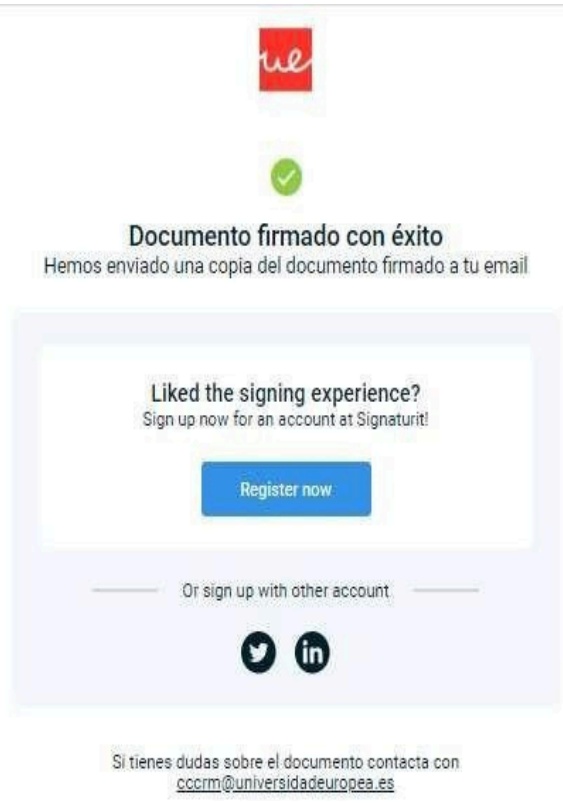 ue
Documento firmado con éxito
Hemos enviado una copia del documento firmado a tu email
Liked the signing experience?
Sign up now for an account at Signaturit!
Register now
Or sign up with other account
in
Si tienes dudas sobre el documento contacta con
cccrm@universidadeuropea.es